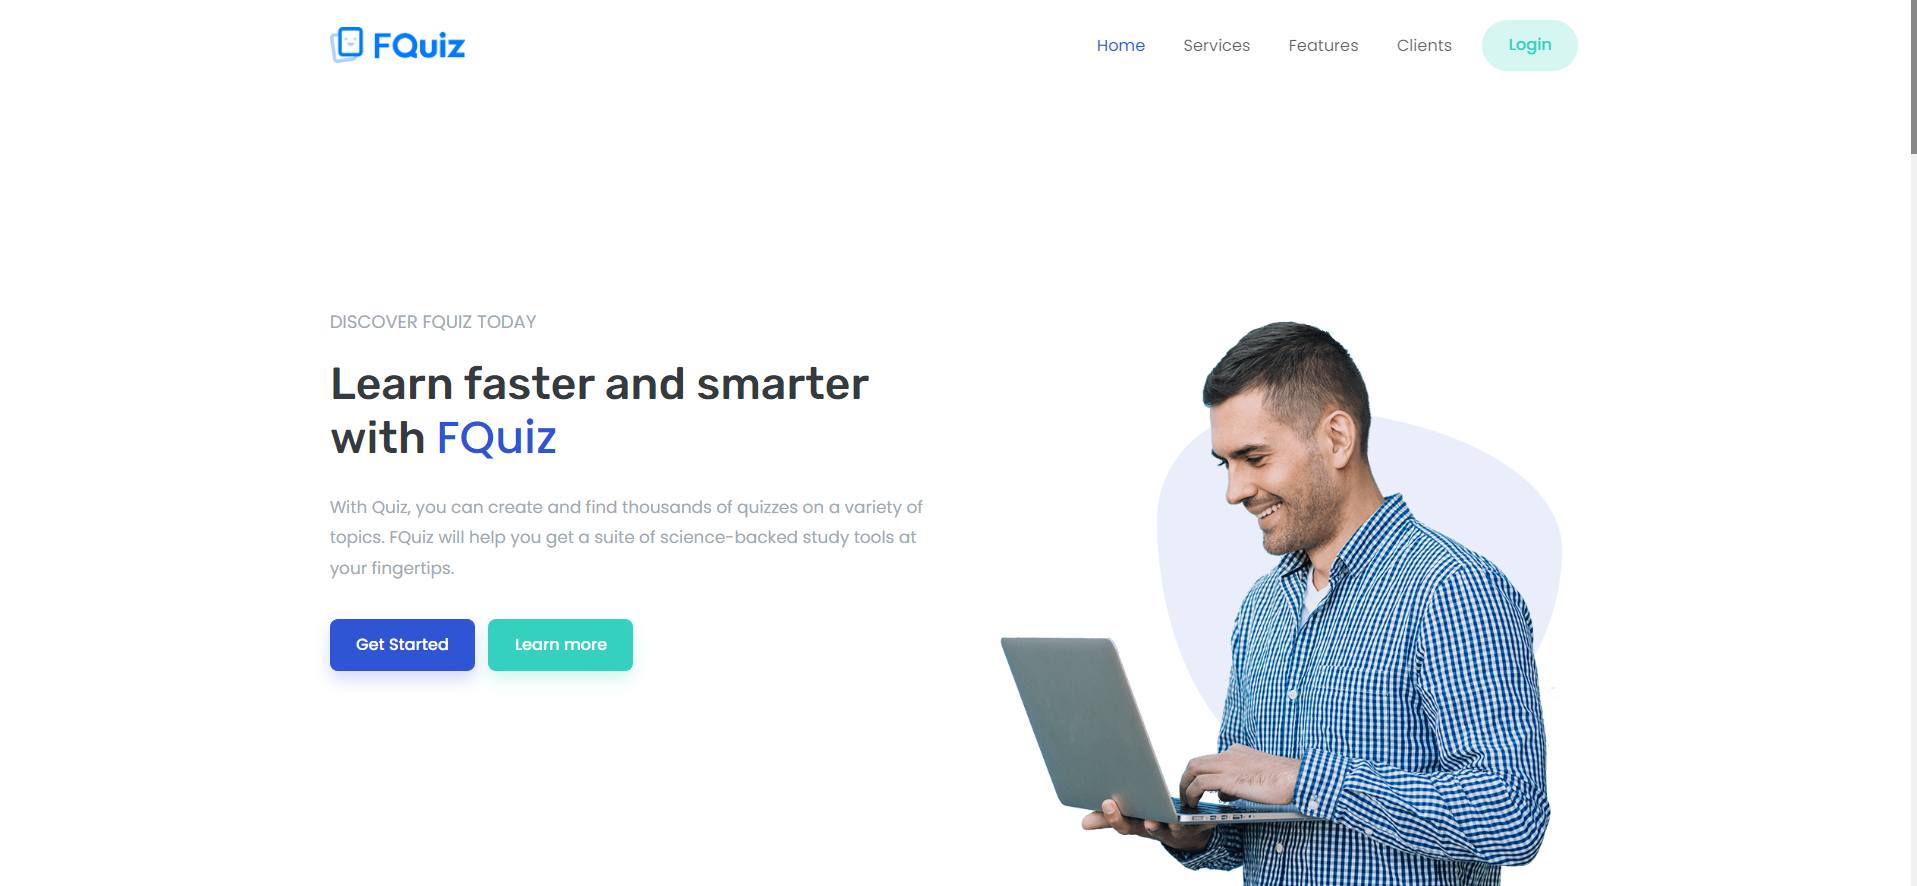 FQuiz
Home Services Features Clients Login
DISCOVER FQUIZ TODAY
Learn faster and smarter
with FQuiz
With Quiz, you can create and find thousands of quizzes on a variety of
topics. FQuiz will help you get a suite of science-backed study tools at
your fingertips.
Get Started Learn more